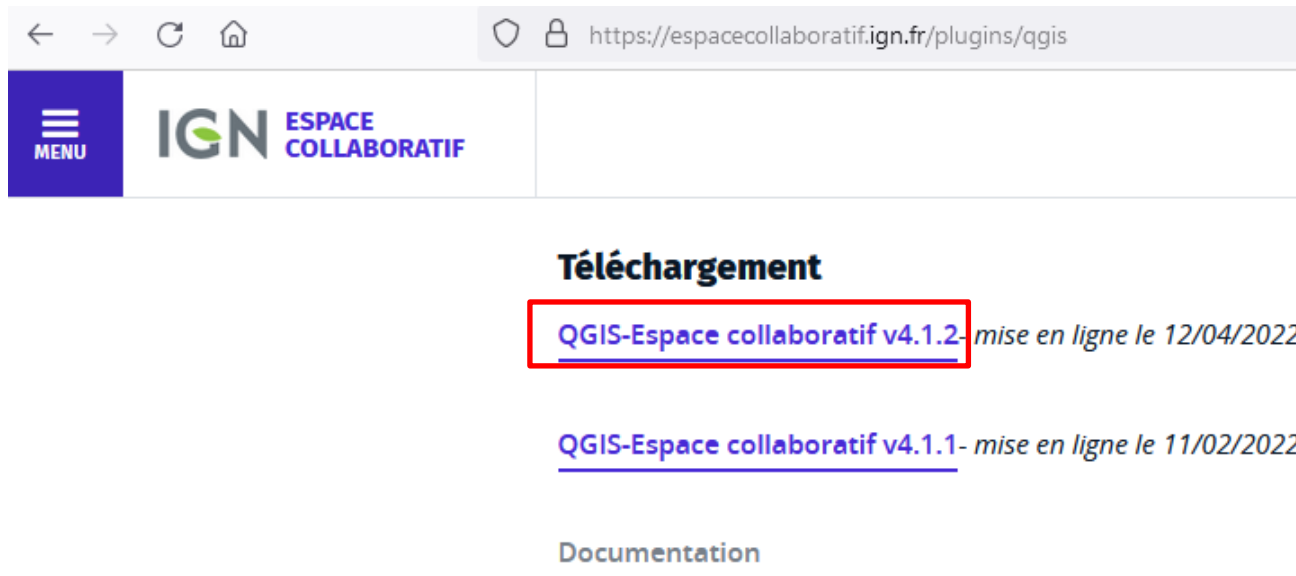 https://espacecollaboratif.ign.fr/plugins/qgis
MENU
IGN ESPACE
COLLABORATIF
Téléchargement
QGIS-Espace collaboratif v4.1.2- mise en ligne le 12/04/2022
QGIS-Espace collaboratif v4.1.1- mise en ligne le 11/02/2022
Documentation